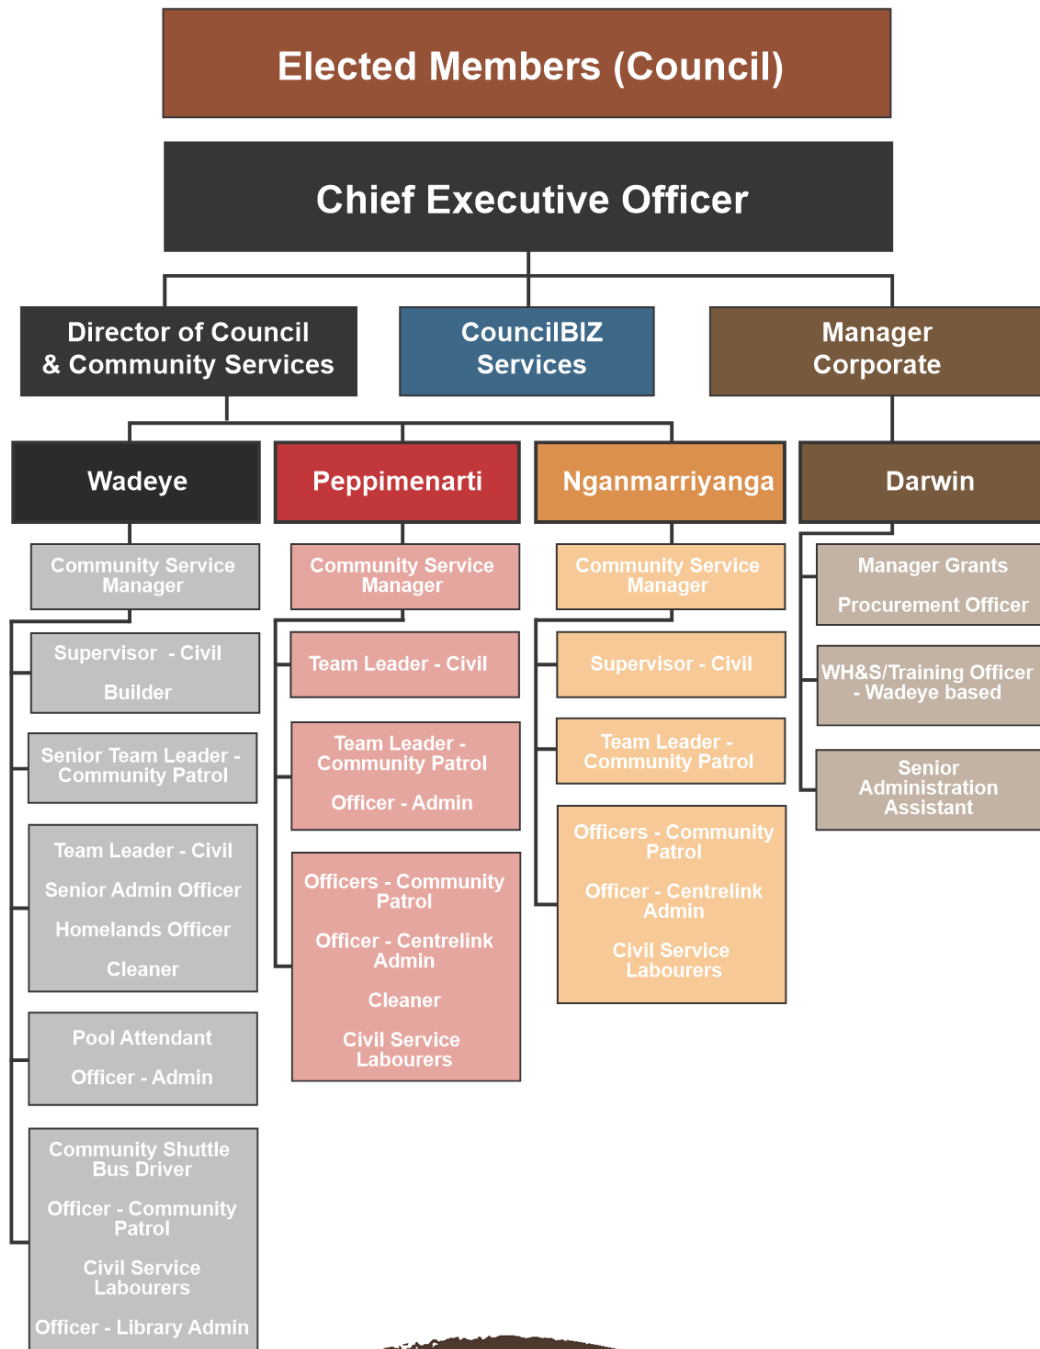 Elected Members (Council)
Chief Executive Officer
Director of Council
& Community Services
CouncilBIZ
Services
Manager
Corporate
Wadeye
Peppimenarti
Nganmarriyanga
Darwin
Community Service
Manager
Supervisor - Civil
Builder
Senior Team Leader -
Community Patrol
Team Leader - Civil
Senior Admin Officer
Homelands Officer
Cleaner
Pool Attendant
Officer - Admin
Community Shuttle
Bus Driver
Officer - Community
Patrol
Civil Service
Labourers
Officer - Library Admin
Community Service
Manager
Team Leader - Civil
Team Leader -
Community Patrol
Officer - Admin
Officers - Community
Patrol
Officer - Centrelink
Admin
Cleaner
Civil Service
Labourers
Community Service
Manager
Supervisor - Civil
Team Leader -
Community Patrol
Officers - Community
Patrol
Officer - Centrelink
Admin
Civil Service
Labourers
Manager Grants
Procurement Officer
WH&S/Training Officer
- Wadeye based
Senior
Administration
Assistant